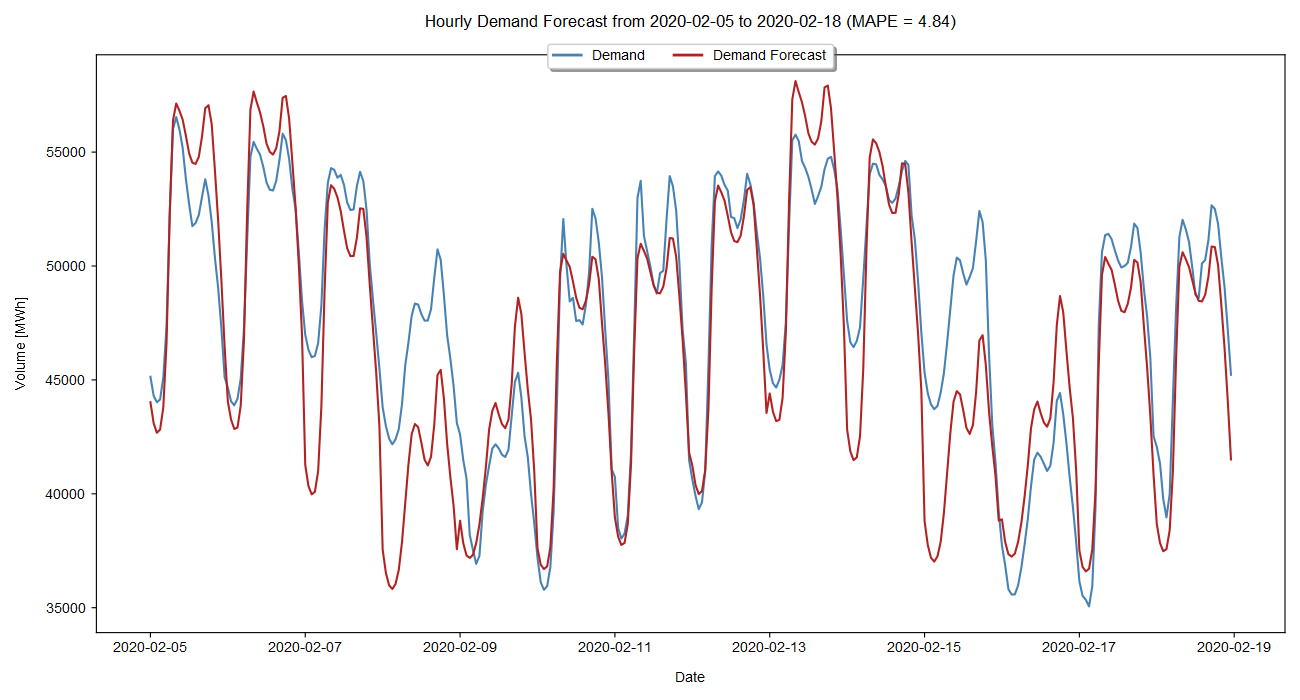 Hourly Demand Forecast from 2020-02-05 to 2020-02-18 (MAPE = 4.84)
Demand
Demand Forecast
55000
50000
45000
40000
35000
Volume [MWh]
2020-02-05
2020-02-07
2020-02-09
2020-02-11
2020-02-13
2020-02-15
2020-02-17
2020-02-19
Date